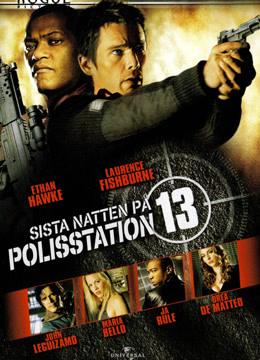 ROGUE
PICTURES
ETHAN
HAWKE
LAURENCE
FISHBURNE
SISTA NATTEN PÅ
POLISSTATION 13
JOHN
LEGUIZAMO
MARIA
BELLO
JA
RULE
DREA
DE MATTEO
UNIVERSAL